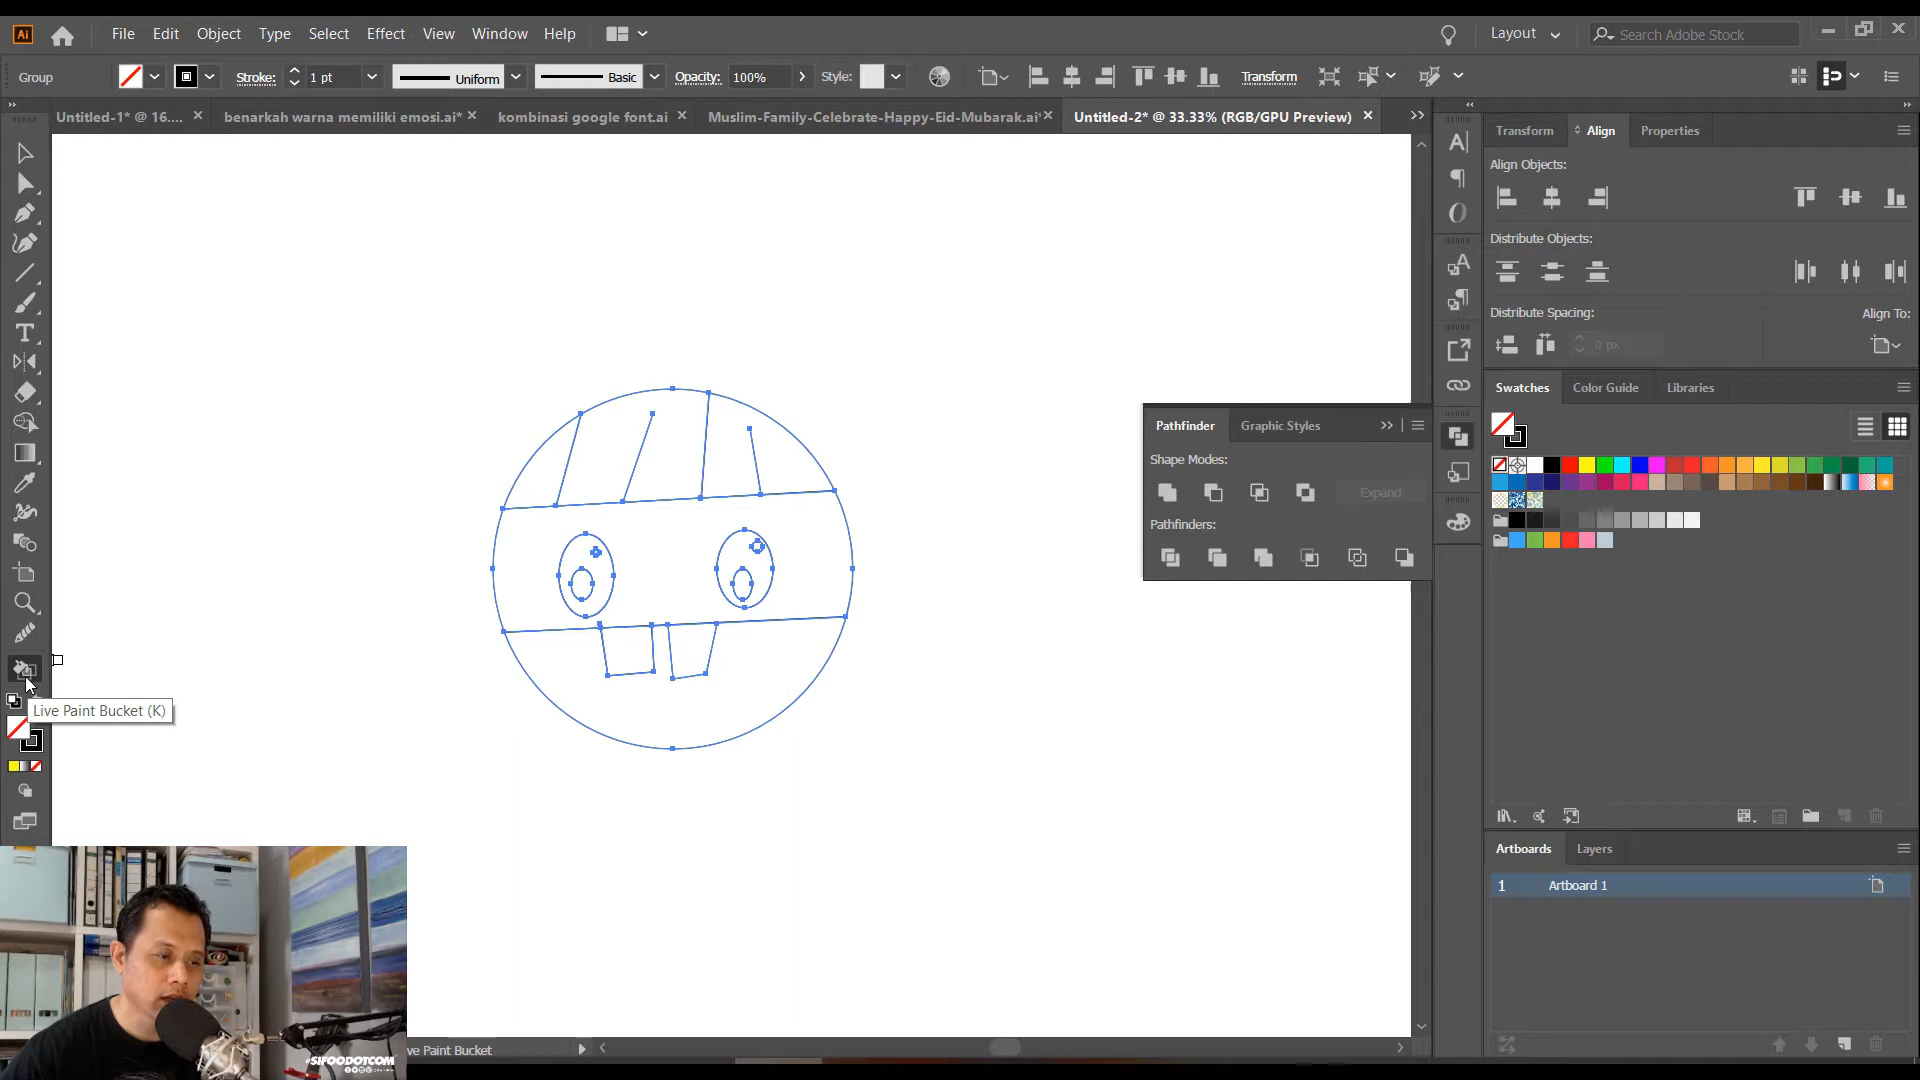 Ai
File Edit Object Type Select Effect View Window Help
Layout
Search Adobe Stock
Group
Stroke: 1 pt
Uniform
Basic
Opacity: 100%
Style:
Transform
Untitled-1* @ 16....
benarkah warna memiliki emosi.ai*
kombinasi google font.ai
Muslim-Family-Celebrate-Happy-Eid-Mubarak.ai*
Untitled-2* @ 33.33% (RGB/GPU Preview)
Transform Align Properties
Align Objects:
Distribute Objects:
Distribute Spacing: Align To:
0 px
Swatches Color Guide Libraries
Pathfinder Graphic Styles
Shape Modes:
Expand
Pathfinders:
Live Paint Bucket (K)
Artboards Layers
1 Artboard 1
ve Paint Bucket
#SIFOODOTCOM